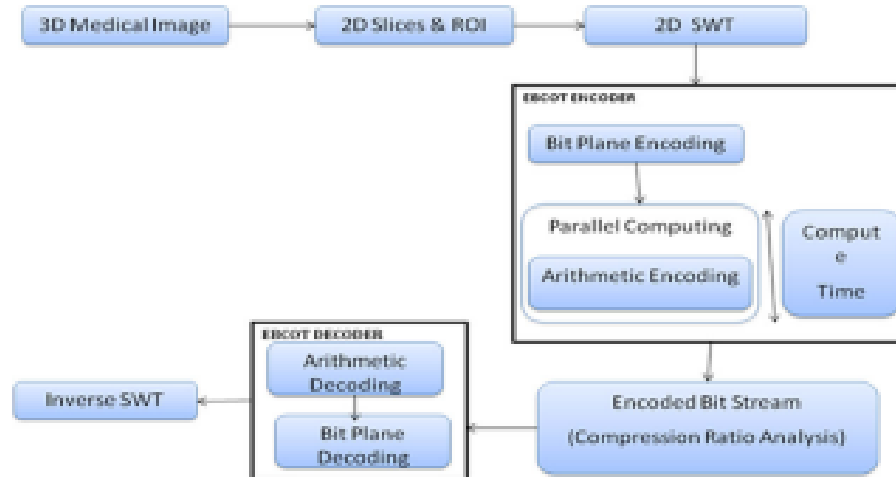 3D Medical Image
2D Slices & ROI
2D SWT
EBCOT ENCODER
Bit Plane Encoding
Parallel Computing
Arithmetic Encoding
Comput
e
Time
EBCOT DECODER
Arithmetic
Decoding
Bit Plane
Decoding
Inverse SWT
Encoded Bit Stream
(Compression Ratio Analysis)